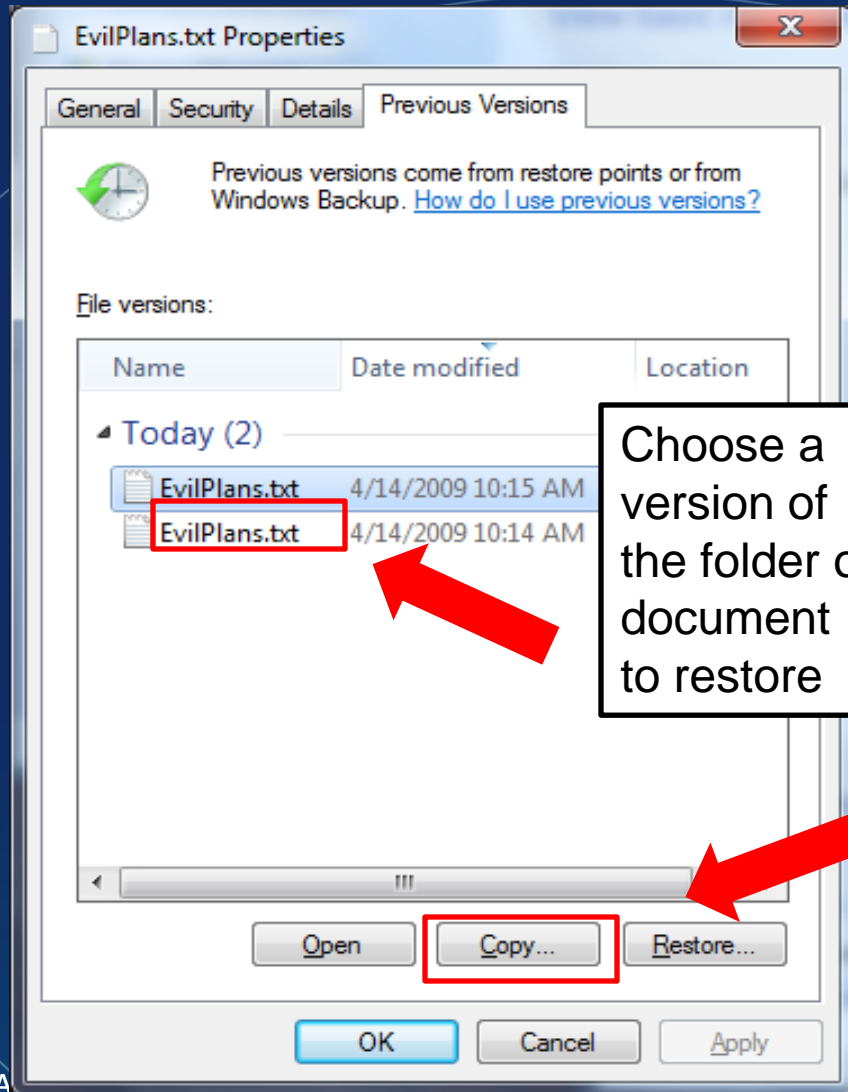 EvilPlans.txt Properties
General Security Details Previous Versions
Previous versions come from restore points or from
Windows Backup. How do I use previous versions?
File versions:
Name Date modified Location
Today (2)
EvilPlans.txt 4/14/2009 10:15 AM
EvilPlans.txt 4/14/2009 10:14 AM
Choose a
version of
the folder
document
to restore
Open Copy... Restore...
OK Cancel Apply
A